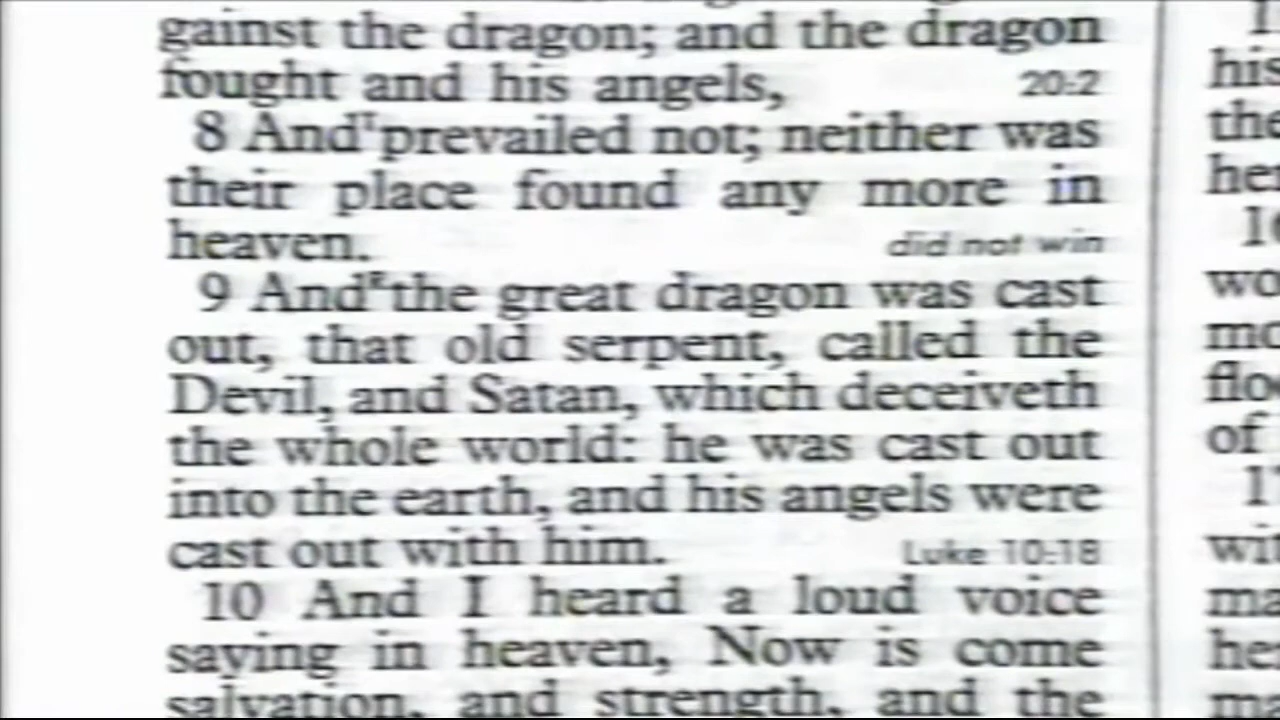 gainst the dragon; and the dragon
fought and his angels, 20:2
8 And prevailed not; neither was
their place found any more in
heaven. did not win
9 And the great dragon was cast
out, that old serpent, called the
Devil, and Satan, which deceiveth
the whole world: he was cast out
into the earth, and his angels were
cast out with him. Luke 10:18
10 And I heard a loud voice
saying in heaven, Now is come
salvation, and strength, and the
his
the
of